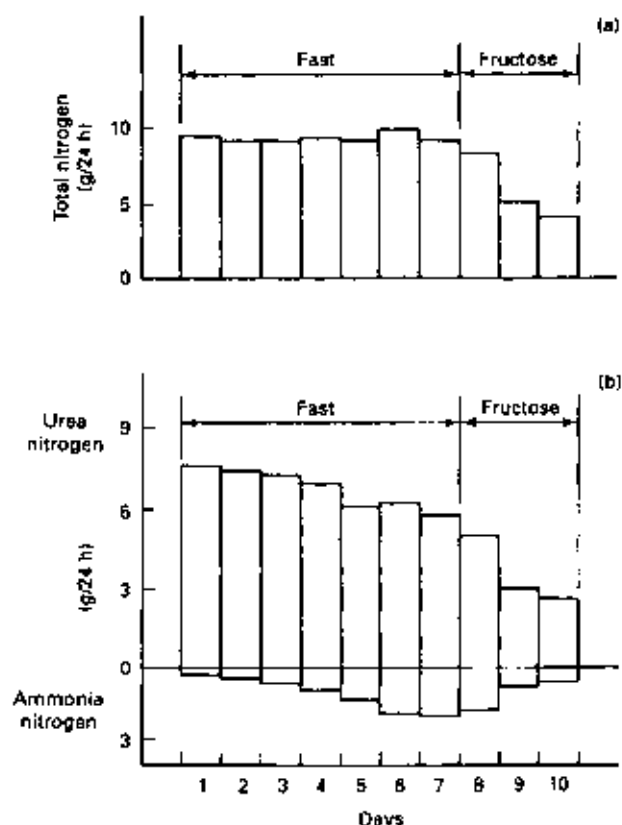 (a)
Fast
Fructose
Total nitrogen
(g/24 h)
10
5
0
(b)
Fast
Fructose
Urea
nitrogen
9
6
3
0
(g/24 h)
Ammonia
nitrogen
3
1 2 3 4 5 6 7 8 9 10
Days